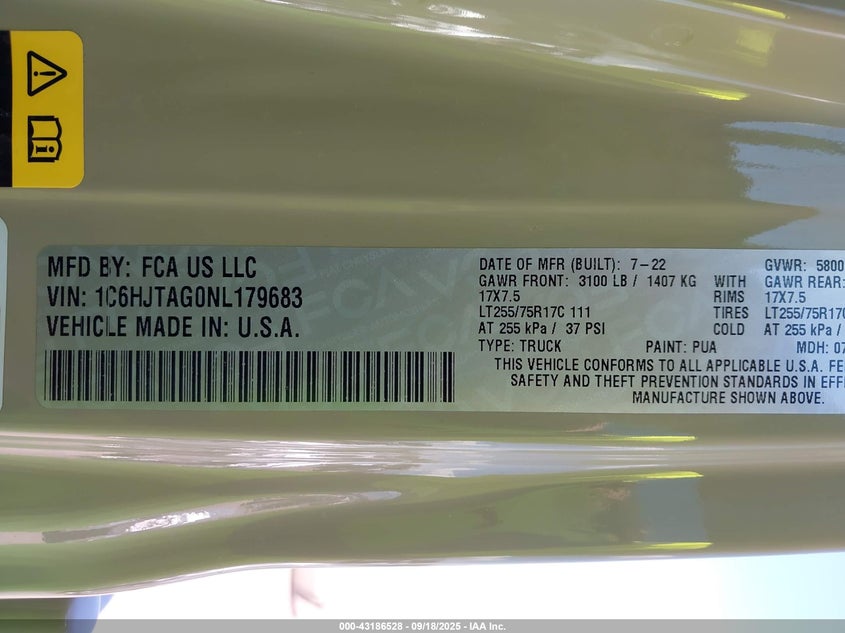 MFD BY: FCA US LLC
VIN: 1C6HJTAG0NL179683
VEHICLE MADE IN: U.S.A.
DATE OF MFR (BUILT): 7-22
GVWR: 5800
GAWR FRONT: 3100 LB / 1407 KG WITH GAWR REAR:
17X7.5 RIMS 17X7.5
LT255/75R17C 111 TIRES LT255/75R17C
AT 255 kPa / 37 PSI COLD AT 255 kPa /
TYPE: TRUCK PAINT: PUA MDH: 07
THIS VEHICLE CONFORMS TO ALL APPLICABLE U.S.A.
SAFETY AND THEFT PREVENTION STANDARDS IN
MANUFACTURE SHOWN ABOVE.
000-43186528 - 09/18/2025 - IAA Inc.